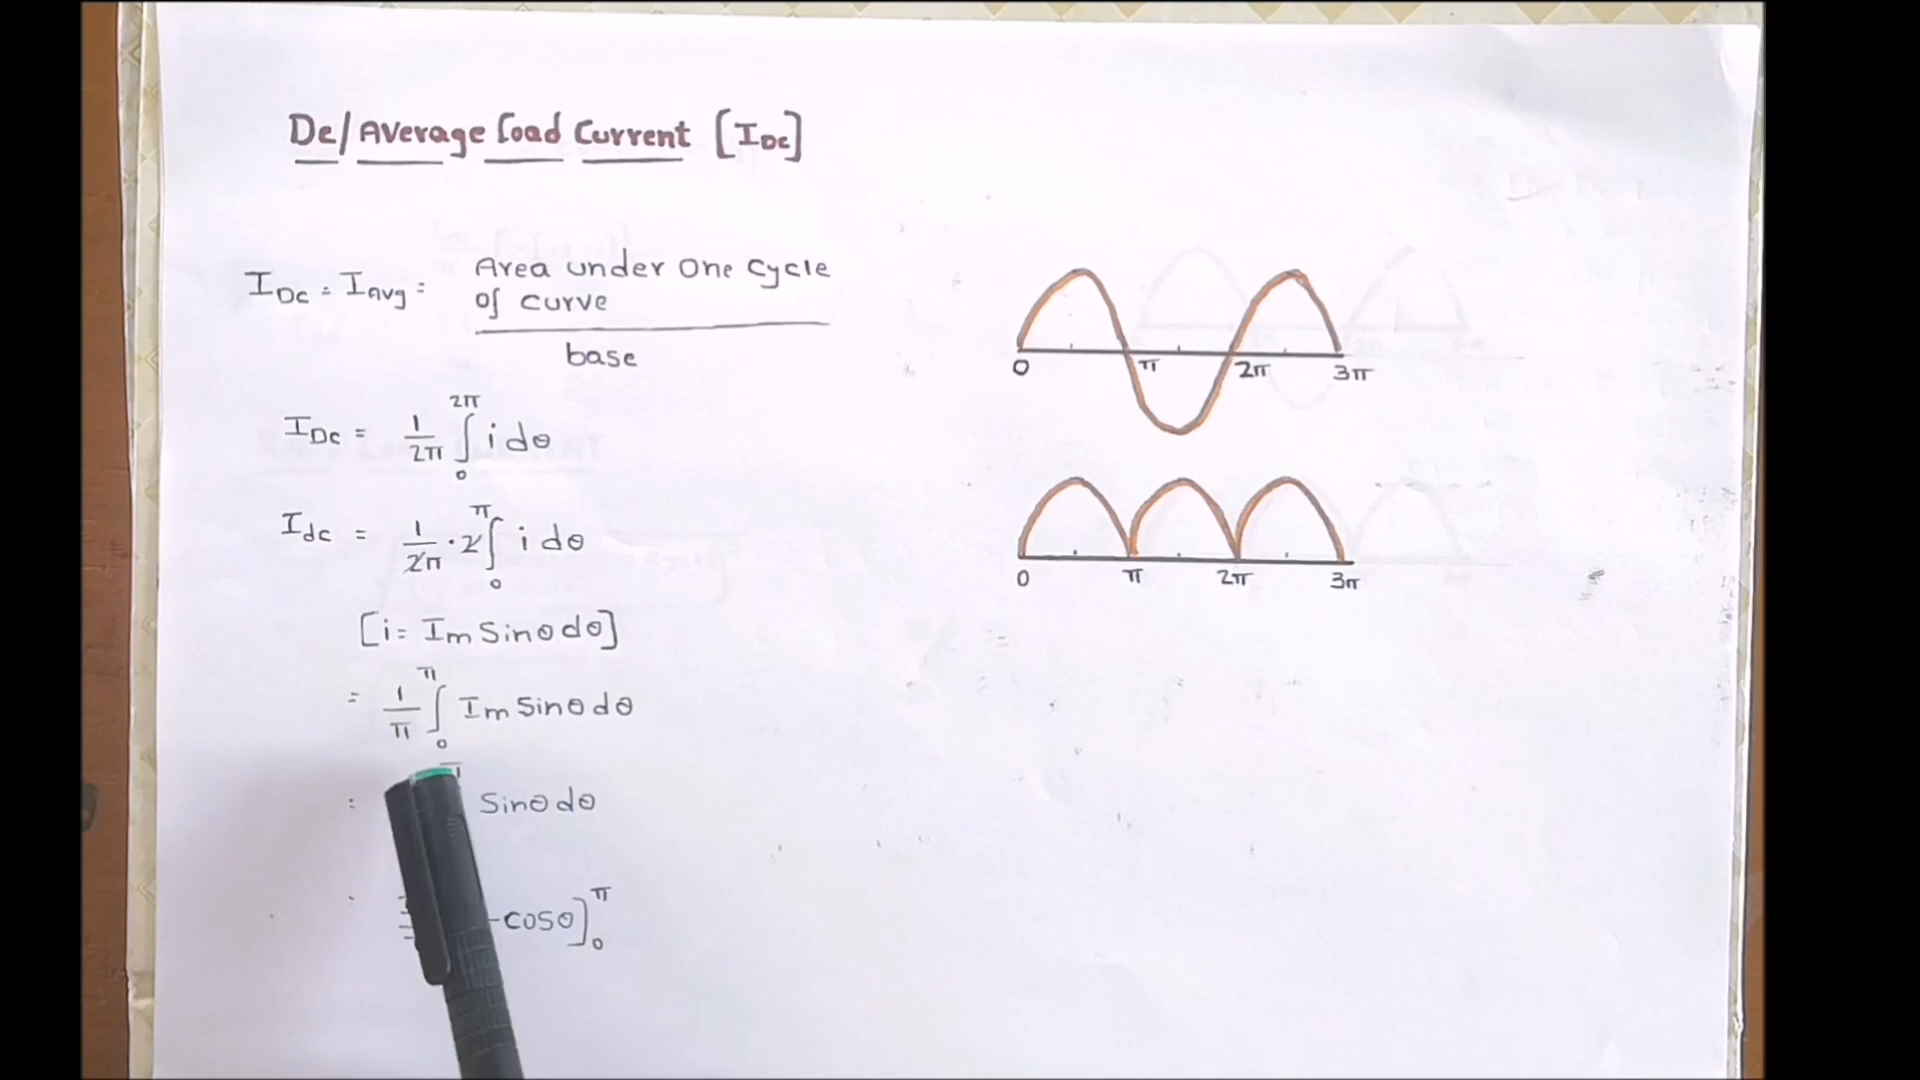 Dc/Average Load Current [IDc]
IDc = Iavg = Area under One Cycle
of curve
base
IDc = 1/2π ∫₀^2π i dθ
Idc = 1/2π · 2 ∫₀^π i dθ
[i = Im Sinθ dθ]
= 1/π ∫₀^π Im Sinθ dθ
: Sinθ dθ
-cosθ]₀^π
0 π 2π 3π
0 π 2π 3π